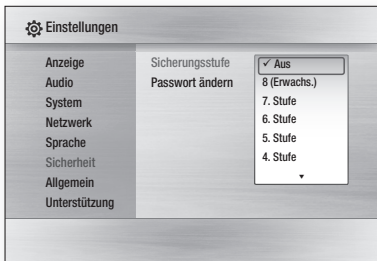 Einstellungen
Anzeige
Audio
System
Netzwerk
Sprache
Sicherheit
Allgemein
Unterstützung
Sicherungsstufe
Passwort ändern
✓ Aus
8 (Erwachs.)
7. Stufe
6. Stufe
5. Stufe
4. Stufe